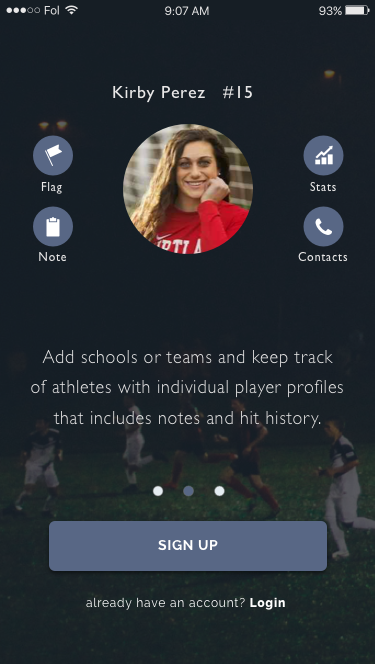 Fol 9:07 AM 93%
Kirby Perez #15
Flag
Stats
Note
Contacts
Add schools or teams and keep track
of athletes with individual player profiles
that includes notes and hit history.
SIGN UP
already have an account? Login